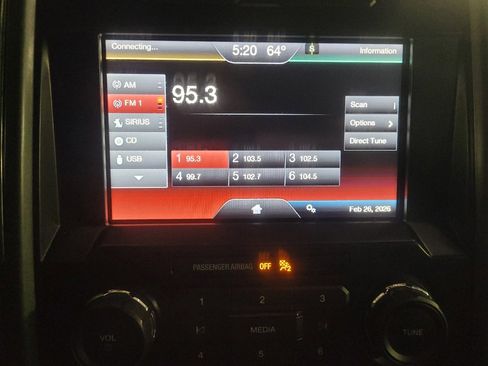 Connecting...
5:20 64°
Information
AM
FM 1
SIRIUS
CD
USB
95.3
Scan
Options
Direct Tune
1 95.3 2 103.5 3 102.5
4 99.7 5 102.7 6 104.5
Feb 26, 2026
PASSENGER AIRBAG OFF 2
1 2 3
VOL
MEDIA
TUNE
4 5 6